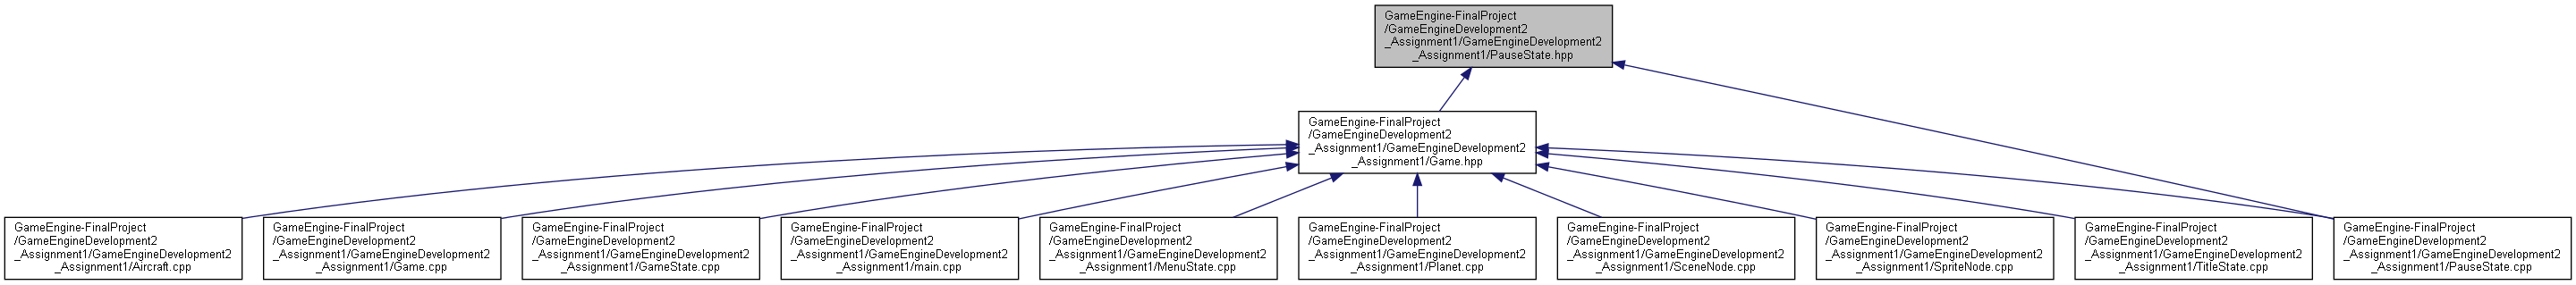 GameEngine-FinalProject
/GameEngineDevelopment2
_Assignment1/GameEngineDevelopment2
_Assignment1/PauseState.hpp
GameEngine-FinalProject
/GameEngineDevelopment2
_Assignment1/GameEngineDevelopment2
_Assignment1/Game.hpp
GameEngine-FinalProject
/GameEngineDevelopment2
_Assignment1/GameEngineDevelopment2
_Assignment1/Aircraft.cpp
GameEngine-FinalProject
/GameEngineDevelopment2
_Assignment1/GameEngineDevelopment2
_Assignment1/Game.cpp
GameEngine-FinalProject
/GameEngineDevelopment2
_Assignment1/GameEngineDevelopment2
_Assignment1/GameState.cpp
GameEngine-FinalProject
/GameEngineDevelopment2
_Assignment1/GameEngineDevelopment2
_Assignment1/main.cpp
GameEngine-FinalProject
/GameEngineDevelopment2
_Assignment1/GameEngineDevelopment2
_Assignment1/MenuState.cpp
GameEngine-FinalProject
/GameEngineDevelopment2
_Assignment1/GameEngineDevelopment2
_Assignment1/Planet.cpp
GameEngine-FinalProject
/GameEngineDevelopment2
_Assignment1/GameEngineDevelopment2
_Assignment1/SceneNode.cpp
GameEngine-FinalProject
/GameEngineDevelopment2
_Assignment1/GameEngineDevelopment2
_Assignment1/SpriteNode.cpp
GameEngine-FinalProject
/GameEngineDevelopment2
_Assignment1/GameEngineDevelopment2
_Assignment1/TitleState.cpp
GameEngine-FinalProject
/GameEngineDevelopment2
_Assignment1/GameEngineDevelopment2
_Assignment1/PauseState.cpp